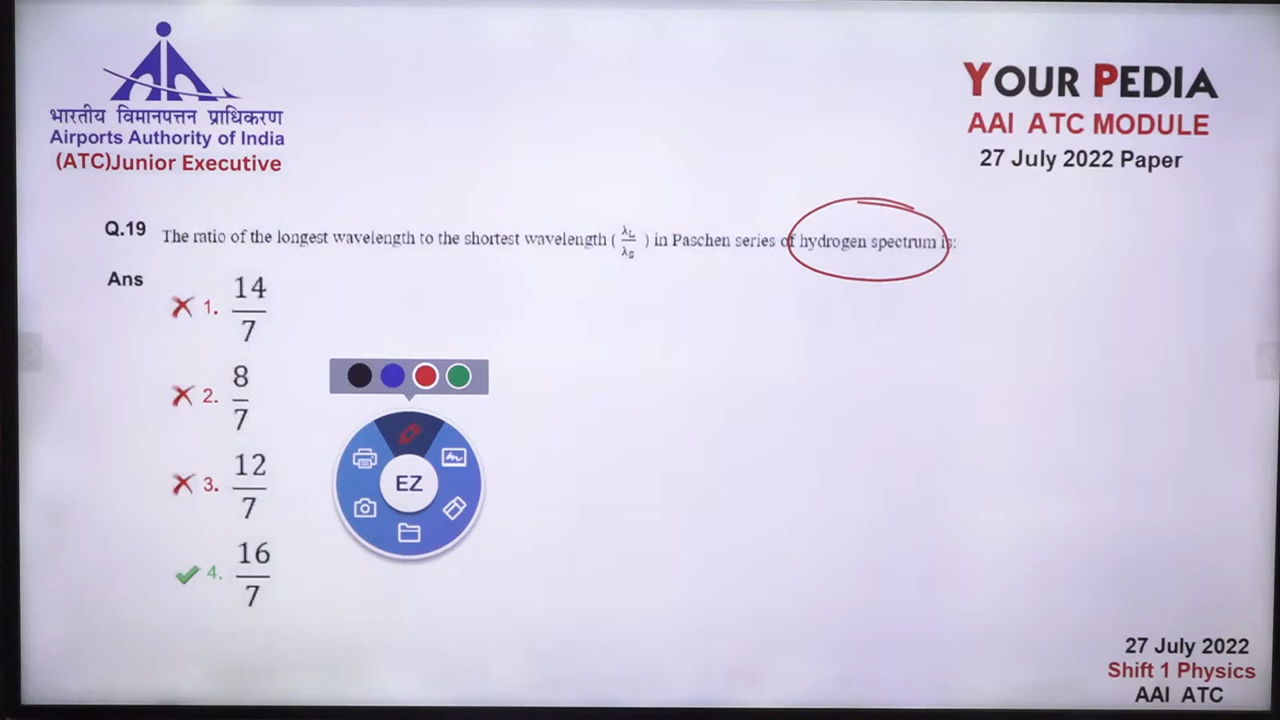 भारतीय विमानपत्तन प्राधिकरण
Airports Authority of India
(ATC)Junior Executive
YOUR PEDIA
AAI ATC MODULE
27 July 2022 Paper
Q.19 The ratio of the longest wavelength to the shortest wavelength ( λL/λS ) in Paschen series of hydrogen spectrum is:
Ans
1. 14/7
2. 8/7
3. 12/7
4. 16/7
EZ
27 July 2022
Shift 1 Physics
AAI ATC